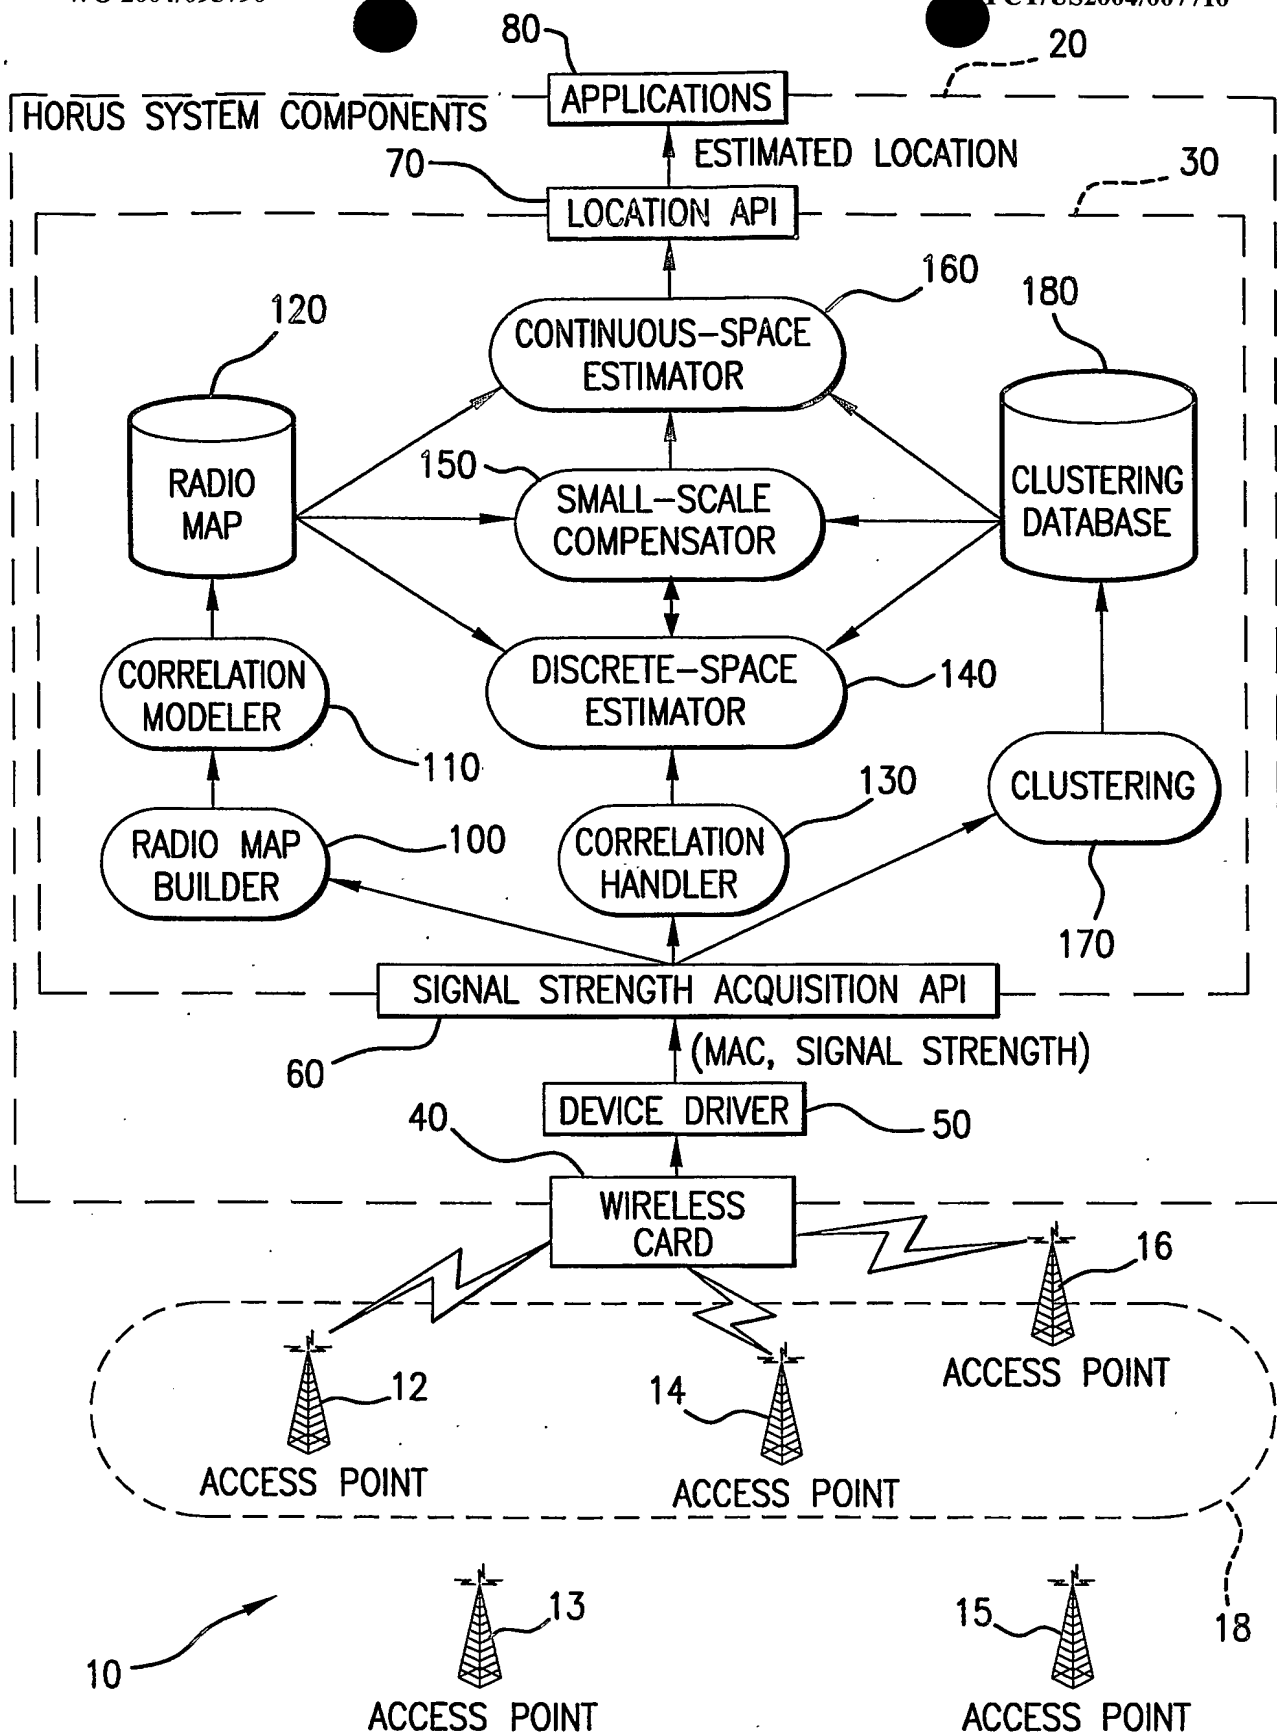 80
20
APPLICATIONS
HORUS SYSTEM COMPONENTS
ESTIMATED LOCATION
70
30
LOCATION API
160
180
120
CONTINUOUS-SPACE
ESTIMATOR
150
RADIO
MAP
SMALL-SCALE
COMPENSATOR
CLUSTERING
DATABASE
CORRELATION
MODELER
DISCRETE-SPACE
ESTIMATOR
140
110
130
CLUSTERING
RADIO MAP
BUILDER
100
CORRELATION
HANDLER
170
SIGNAL STRENGTH ACQUISITION API
60
(MAC, SIGNAL STRENGTH)
40
DEVICE DRIVER
50
WIRELESS
CARD
16
ACCESS POINT
12
14
ACCESS POINT
ACCESS POINT
18
13
15
10
ACCESS POINT
ACCESS POINT